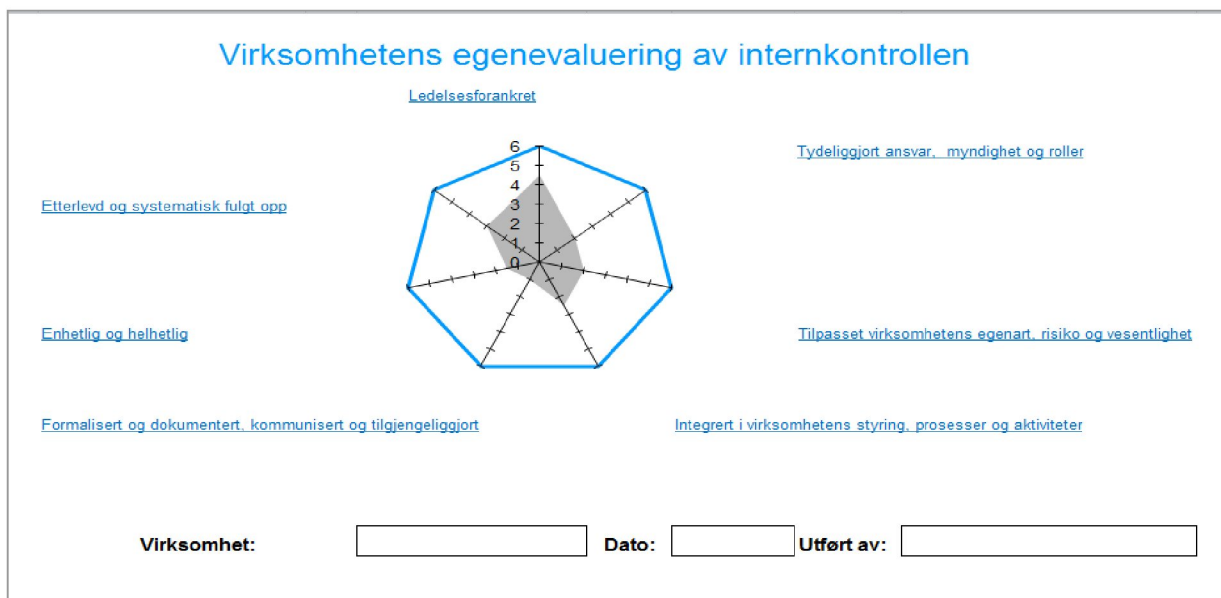 Virksomhetens egenevaluering av internkontrollen
Ledelsesforankret
Tydeliggjort ansvar, myndighet og roller
6
5
4
3
2
1
0
Etterlevd og systematisk fulgt opp
Enhetlig og helhetlig
Tilpasset virksomhetens egenart, risiko og vesentlighet
Formalisert og dokumentert, kommunisert og tilgjengeliggjort
Integrert i virksomhetens styring, prosesser og aktiviteter
Virksomhet:
Dato:
Utført av: